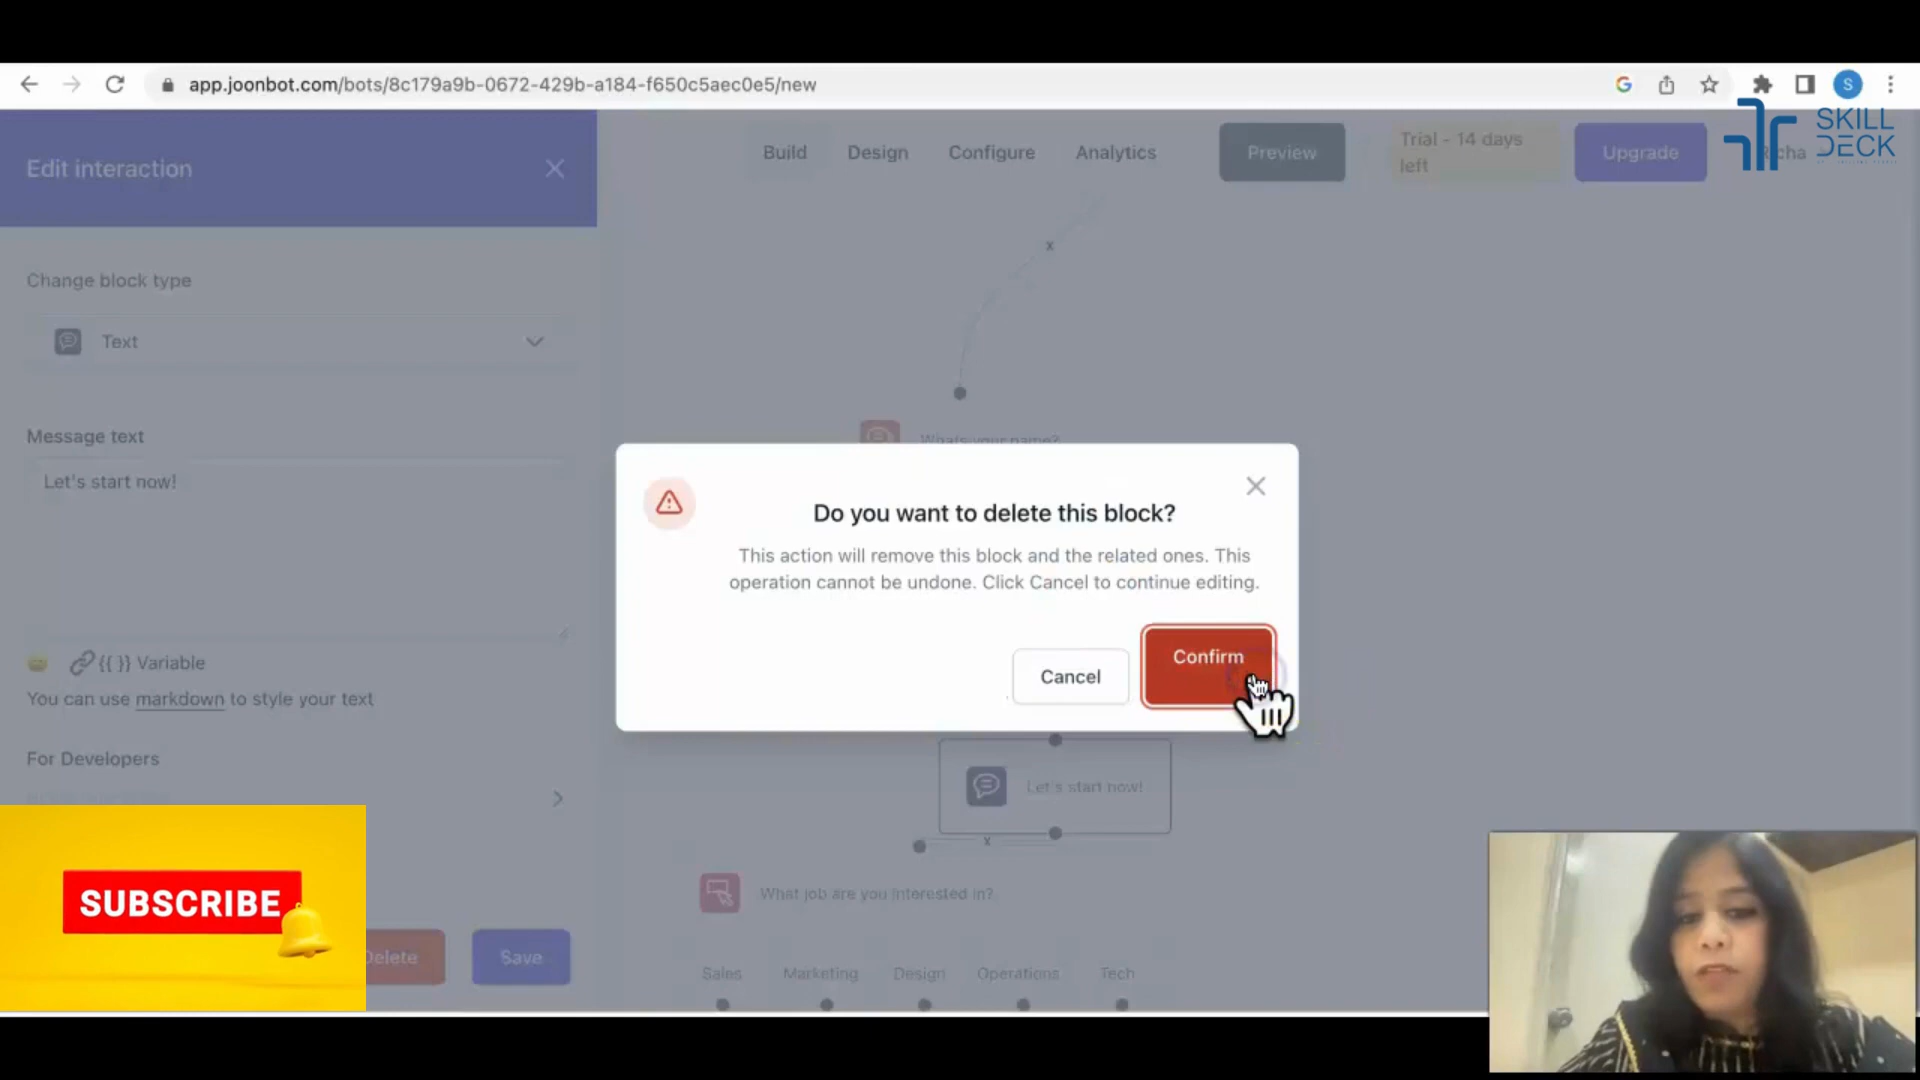 app.joonbot.com/bots/8c179a9b-0672-429b-a184-f650c5aec0e5/new
S
SKILL
DECK
Edit interaction
Build
Design
Configure
Analytics
Preview
Trial - 14 days
left
Upgrade
Change block type
Text
Message text
Let's start now!
What's your name?
Do you want to delete this block?
This action will remove this block and the related ones. This
operation cannot be undone. Click Cancel to continue editing.
Cancel
Confirm
{{ }} Variable
You can use markdown to style your text
For Developers
Let's start now!
What job are you interested in?
SUBSCRIBE
Delete
Save
Sales
Marketing
Design
Operations
Tech